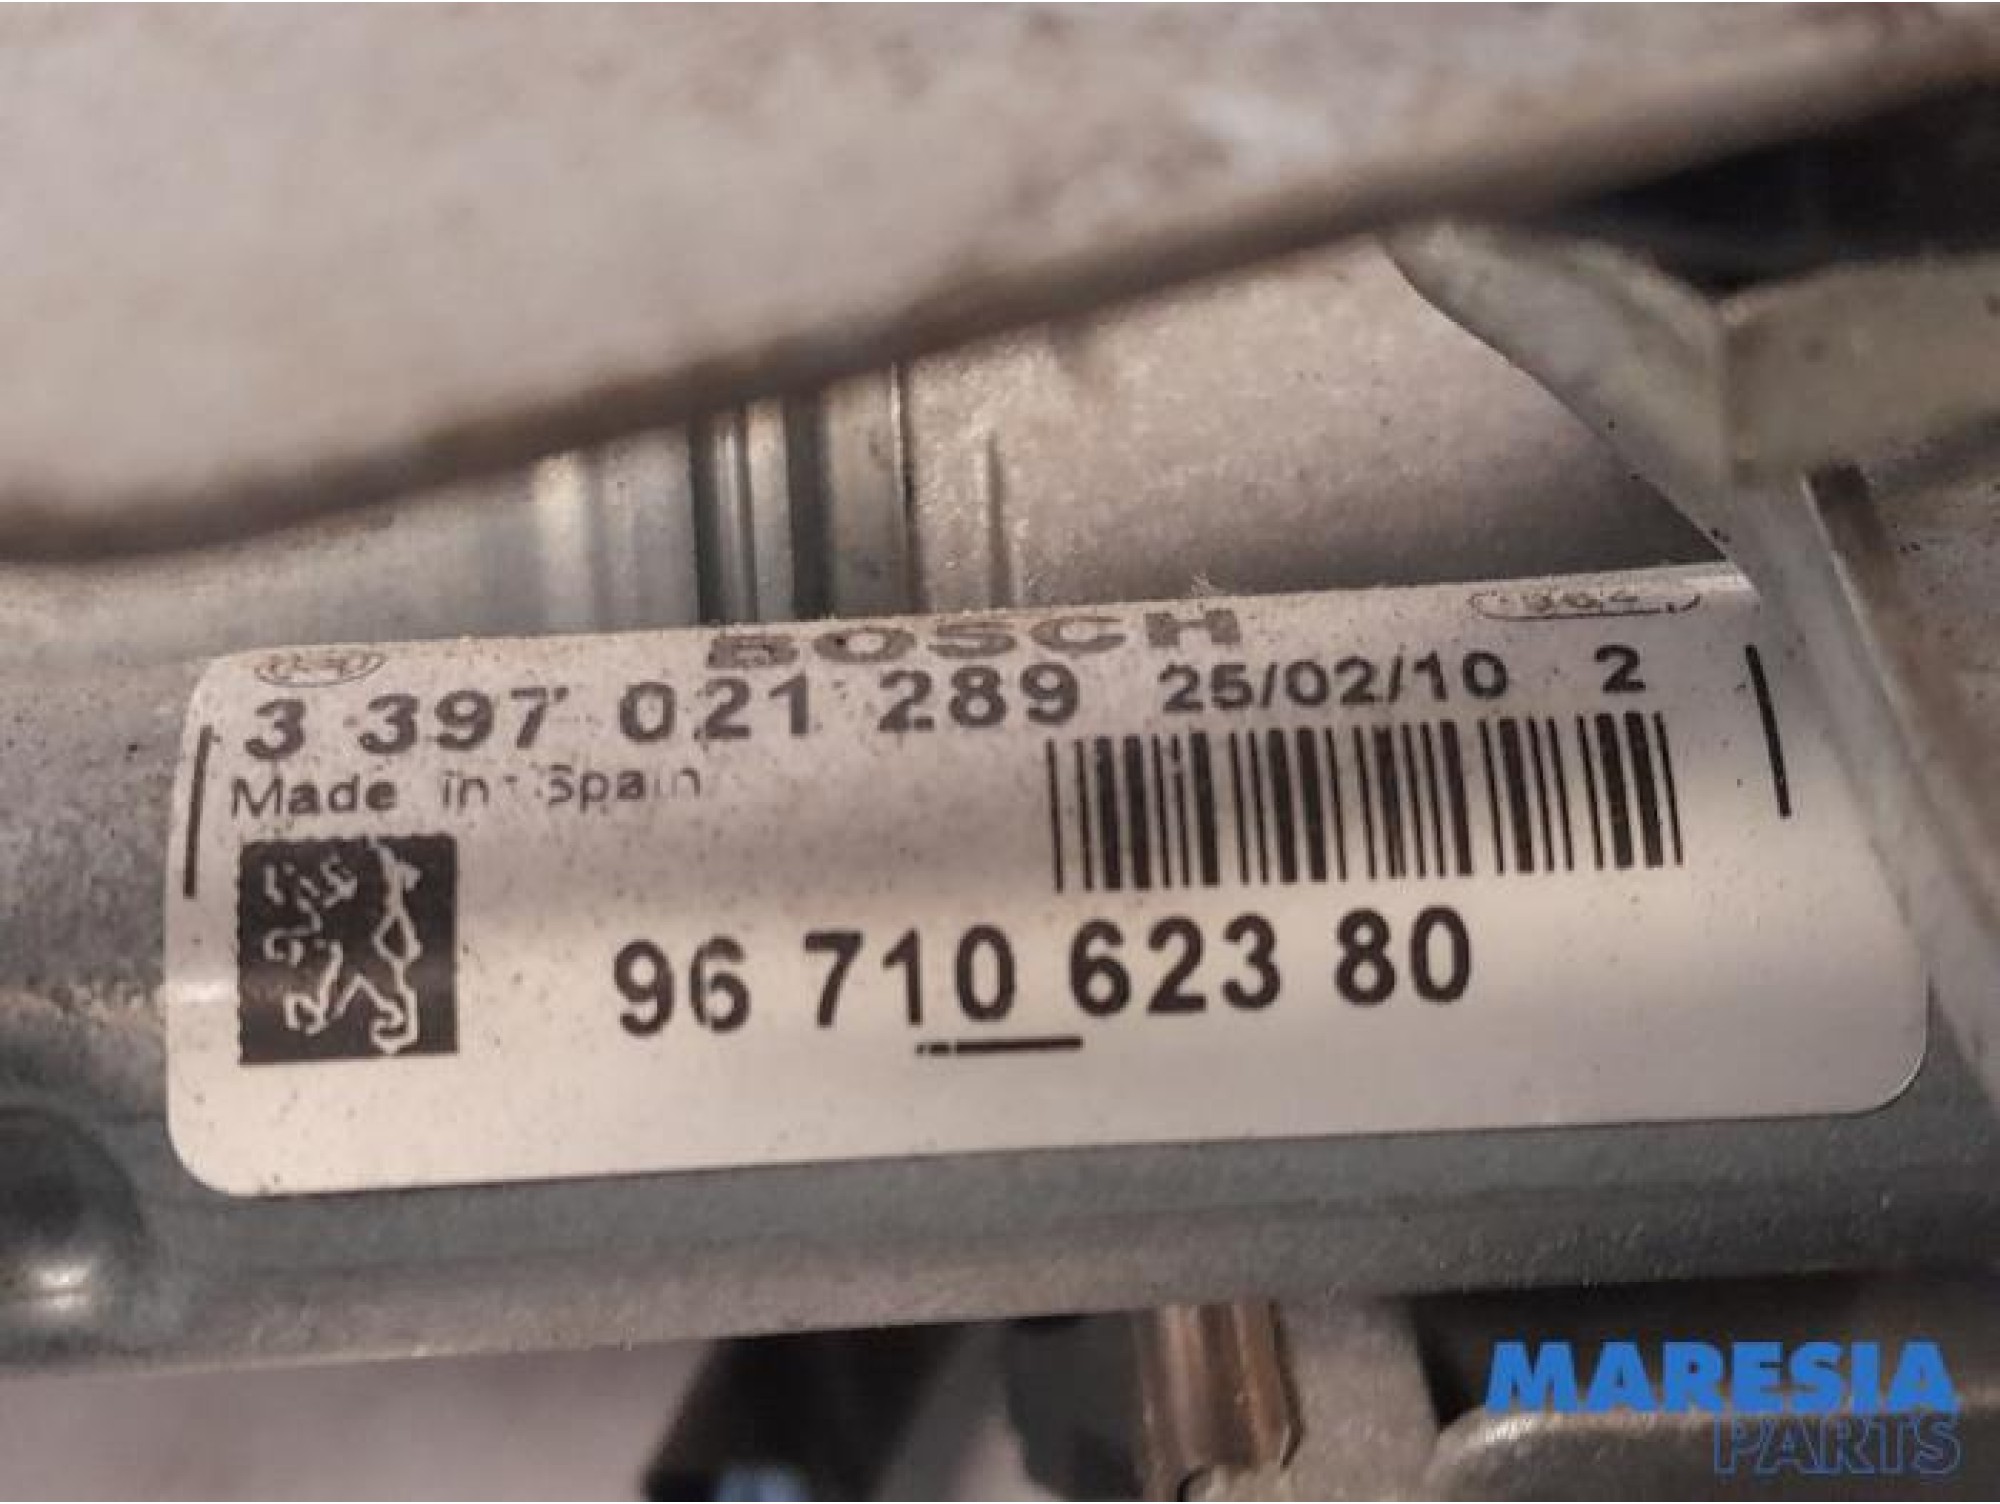 BOSCH
3 397 021 289 25/02/10 2
Made in Spain
96 710 623 80
MARESIA
PARTS